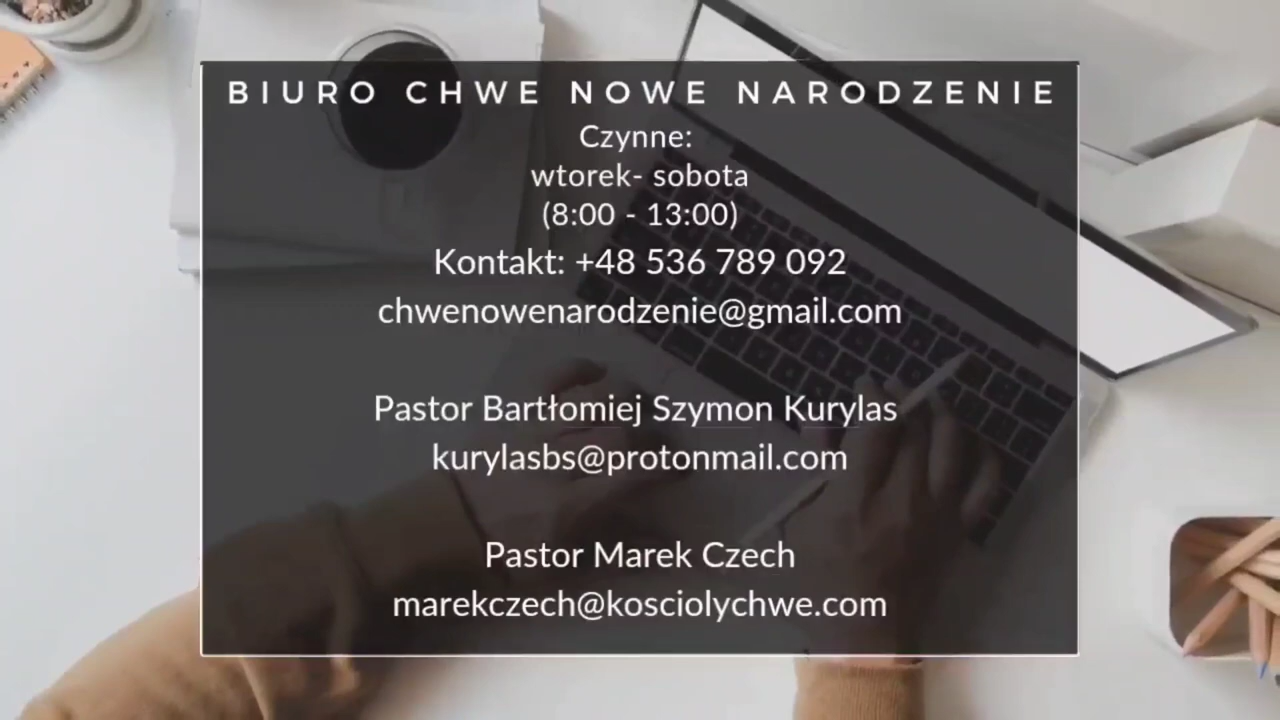 BIURO CHWE NOWE NARODZENIE
Czynne:
wtorek- sobota
(8:00 - 13:00)
Kontakt: +48 536 789 092
chwenowenarodzenie@gmail.com
Pastor Bartłomiej Szymon Kurylas
kurylasbs@protonmail.com
Pastor Marek Czech
marekczech@kosciolychwe.com